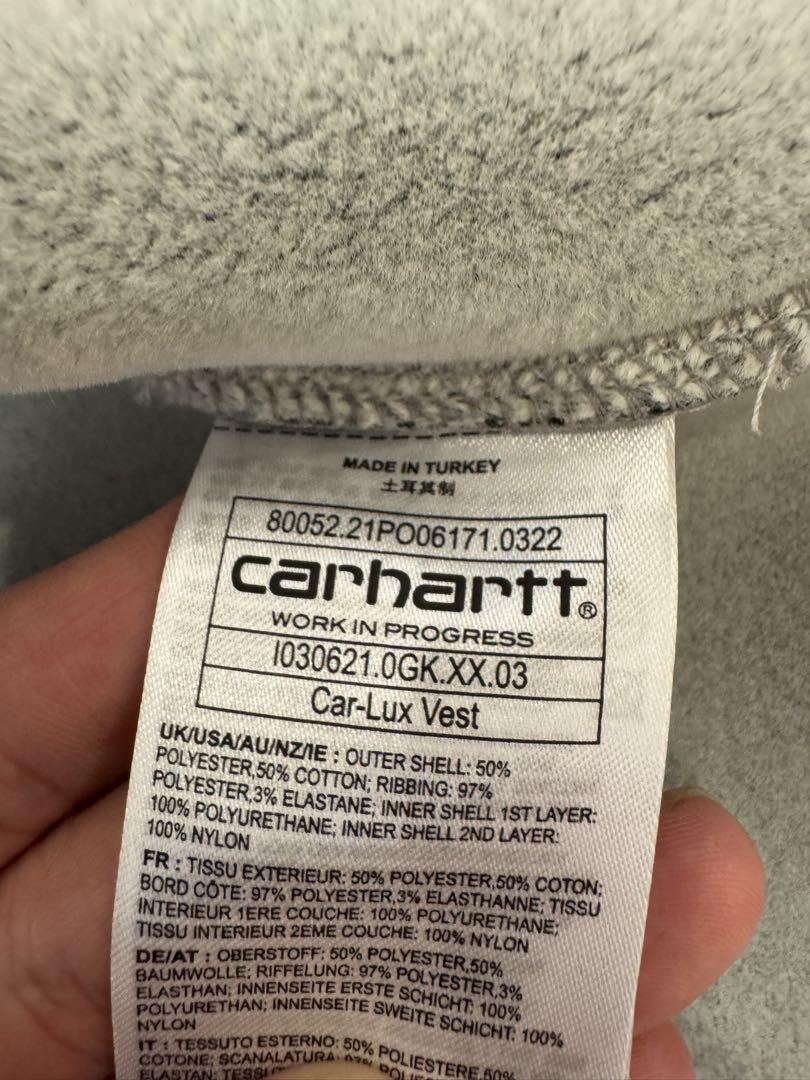 MADE IN TURKEY
土耳其制
80052.21PO06171.0322
carhartt®
WORK IN PROGRESS
I030621.0GK.XX.03
Car-Lux Vest
UK/USA/AU/NZ/IE : OUTER SHELL: 50%
POLYESTER,50% COTTON; RIBBING: 97%
POLYESTER,3% ELASTANE; INNER SHELL 1ST LAYER:
100% POLYURETHANE; INNER SHELL 2ND LAYER:
100% NYLON
FR : TISSU EXTERIEUR: 50% POLYESTER,50% COTON;
BORD CÔTE: 97% POLYESTER,3% ELASTHANNE; TISSU
INTERIEUR 1ERE COUCHE: 100% POLYURETHANE;
TISSU INTERIEUR 2EME COUCHE: 100% NYLON
DE/AT : OBERSTOFF: 50% POLYESTER,50%
BAUMWOLLE; RIFFELUNG: 97% POLYESTER,3%
ELASTHAN; INNENSEITE ERSTE SCHICHT: 100%
POLYURETHAN; INNENSEITE SWEITE SCHICHT: 100%
NYLON
IT : TESSUTO ESTERNO: 50% POLIESTERE,50%
COTONE; SCANALATURA: 97%
ELASTAN;